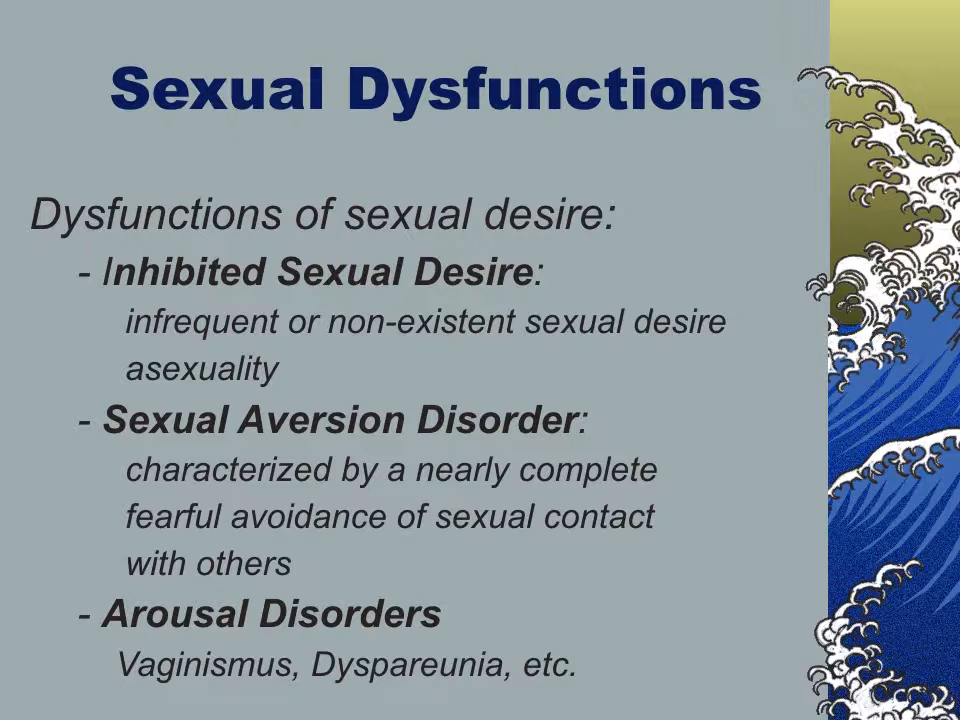 Sexual Dysfunctions
Dysfunctions of sexual desire:
- Inhibited Sexual Desire:
infrequent or non-existent sexual desire
asexuality
- Sexual Aversion Disorder:
characterized by a nearly complete
fearful avoidance of sexual contact
with others
- Arousal Disorders
Vaginismus, Dyspareunia, etc.